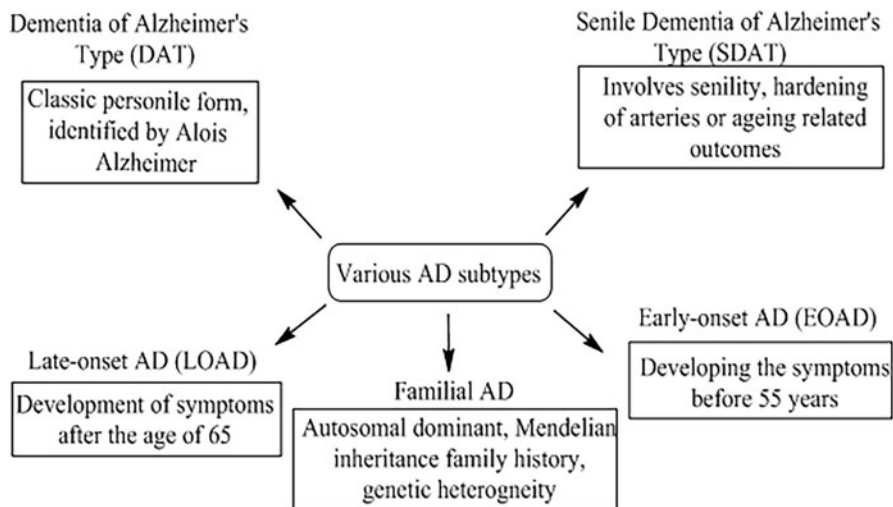 Dementia of Alzheimer's
Type (DAT)
Classic personile form,
identified by Alois
Alzheimer
Senile Dementia of Alzheimer's
Type (SDAT)
Involves senility, hardening
of arteries or ageing related
outcomes
Various AD subtypes
Late-onset AD (LOAD)
Development of symptoms
after the age of 65
Familial AD
Autosomal dominant, Mendelian
inheritance family history,
genetic heterogneity
Early-onset AD (EOAD)
Developing the symptoms
before 55 years